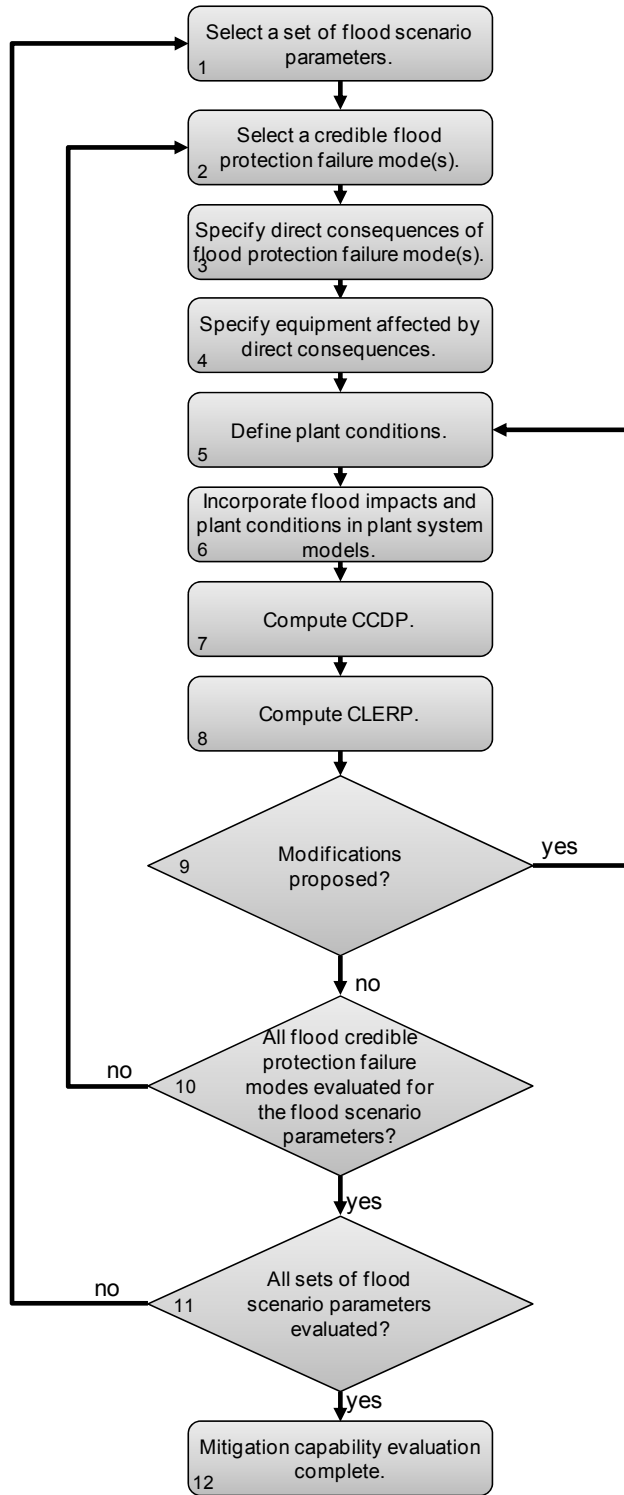 Select a set of flood scenario
parameters.
1
Select a credible flood
protection failure mode(s).
2
Specify direct consequences of
flood protection failure mode(s).
3
Specify equipment affected by
direct consequences.
4
Define plant conditions.
5
Incorporate flood impacts and
plant conditions in plant system
models.
6
Compute CCDP.
7
Compute CLERP.
8
Modifications
proposed?
9
yes
no
All flood credible
protection failure
modes evaluated for
the flood scenario
parameters?
10
no
yes
All sets of flood
scenario parameters
evaluated?
11
no
yes
Mitigation capability evaluation
complete.
12